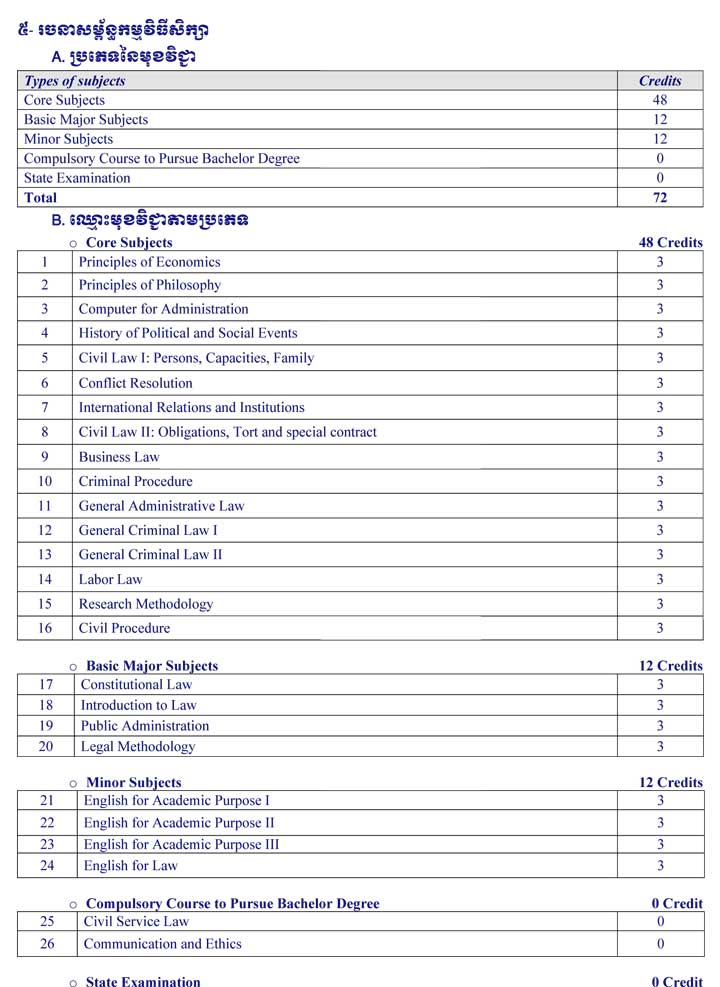 ៥- រចនាសម្ព័ន្ធកម្មវិធីសិក្សា
A. ប្រភេទនៃមុខវិជ្ជា
Types of subjects Credits
Core Subjects 48
Basic Major Subjects 12
Minor Subjects 12
Compulsory Course to Pursue Bachelor Degree 0
State Examination 0
Total 72
B. ឈ្មោះមុខវិជ្ជាតាមប្រភេទ
○ Core Subjects 48 Credits
1 Principles of Economics 3
2 Principles of Philosophy 3
3 Computer for Administration 3
4 History of Political and Social Events 3
5 Civil Law I: Persons, Capacities, Family 3
6 Conflict Resolution 3
7 International Relations and Institutions 3
8 Civil Law II: Obligations, Tort and special contract 3
9 Business Law 3
10 Criminal Procedure 3
11 General Administrative Law 3
12 General Criminal Law I 3
13 General Criminal Law II 3
14 Labor Law 3
15 Research Methodology 3
16 Civil Procedure 3
○ Basic Major Subjects 12 Credits
17 Constitutional Law 3
18 Introduction to Law 3
19 Public Administration 3
20 Legal Methodology 3
○ Minor Subjects 12 Credits
21 English for Academic Purpose I 3
22 English for Academic Purpose II 3
23 English for Academic Purpose III 3
24 English for Law 3
○ Compulsory Course to Pursue Bachelor Degree 0 Credit
25 Civil Service Law 0
26 Communication and Ethics 0
○ State Examination 0 Credit